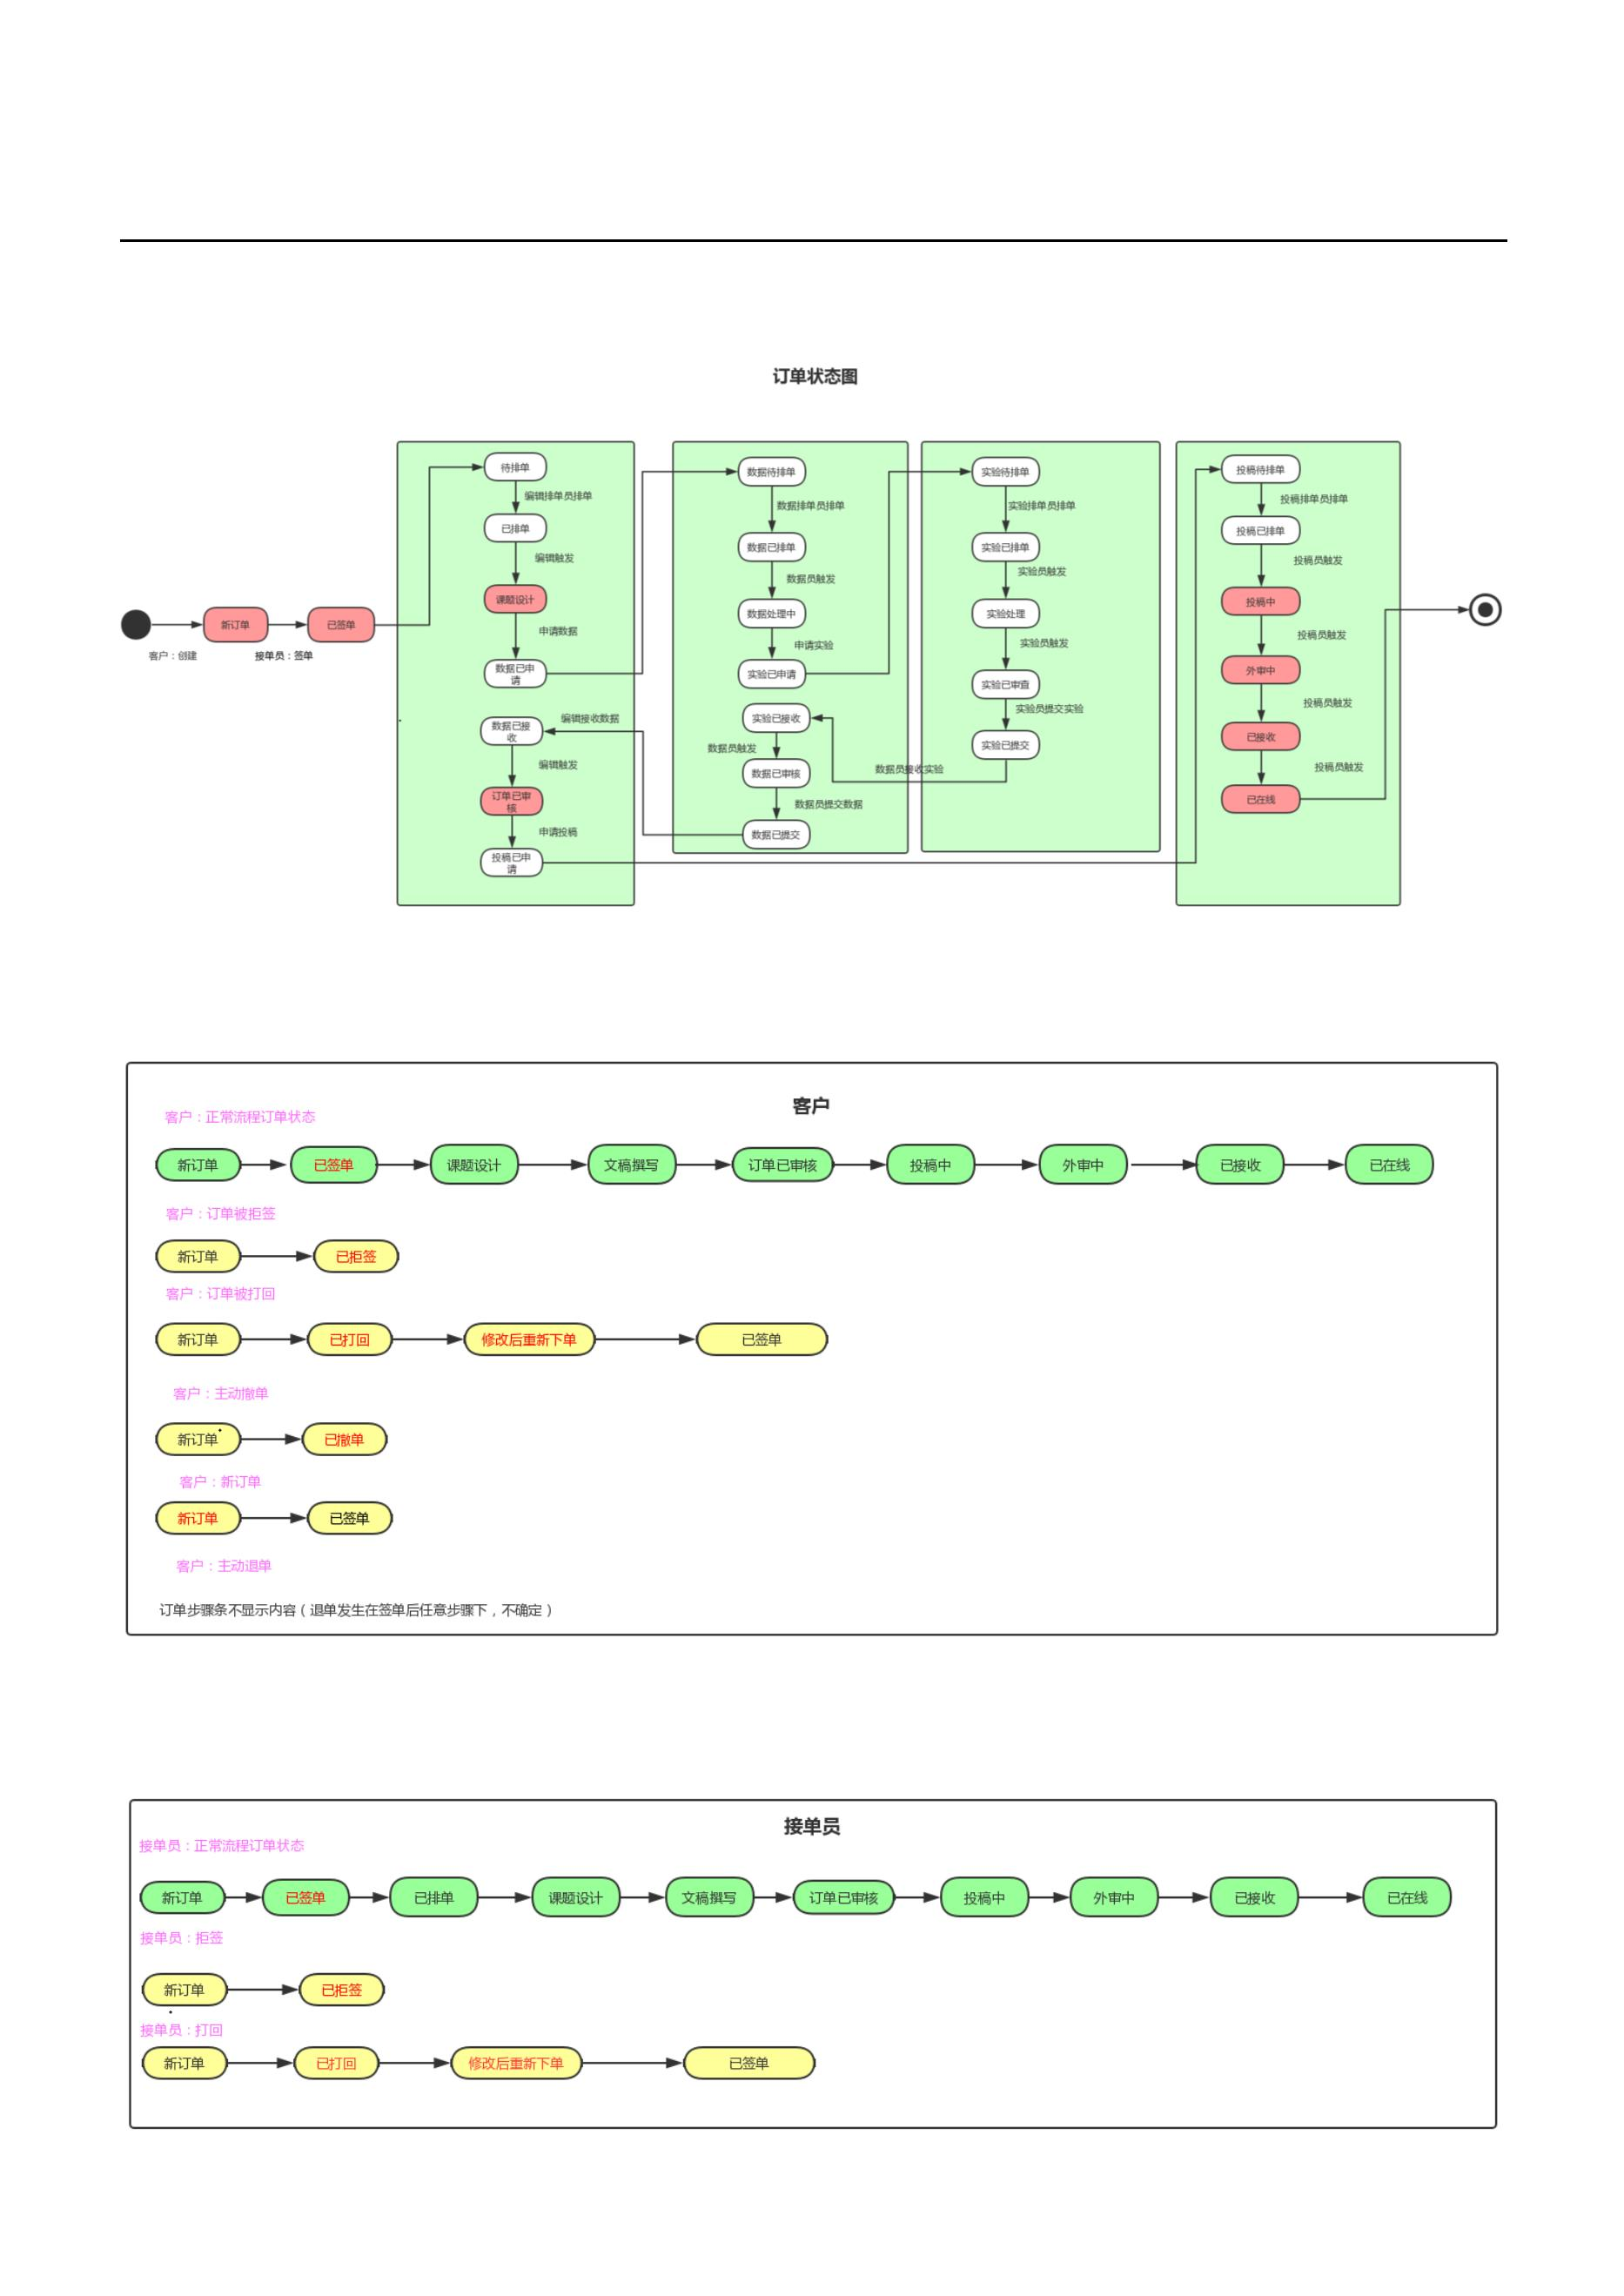 订单状态图
客户：创建
新订单
接单员：签单
已签单
待排单
编辑排单员排单
已排单
编辑触发
课题设计
申请数据
数据已申
请
编辑接收数据
数据已接
收
编辑触发
订单已审
核
申请投稿
投稿已申
请
数据待排单
数据排单员排单
数据已排单
数据员触发
数据处理中
申请实验
实验已申请
实验已接收
数据员触发
数据已审核
数据员提交数据
数据已提交
数据员接收实验
实验待排单
实验排单员排单
实验已排单
实验员触发
实验处理
实验员触发
实验已审查
实验员提交实验
实验已提交
投稿待排单
投稿排单员排单
投稿已排单
投稿员触发
投稿中
投稿员触发
外审中
投稿员触发
已接收
投稿员触发
已在线
客户
客户：正常流程订单状态
新订单 已签单 课题设计 文稿撰写 订单已审核 投稿中 外审中 已接收 已在线
客户：订单被拒签
新订单 已拒签
客户：订单被打回
新订单 已打回 修改后重新下单 已签单
客户：主动撤单
新订单 已撤单
客户：新订单
新订单 已签单
客户：主动退单
订单步骤条不显示内容（退单发生在签单后任意步骤下，不确定）
接单员
接单员：正常流程订单状态
新订单 已签单 已排单 课题设计 文稿撰写 订单已审核 投稿中 外审中 已接收 已在线
接单员：拒签
新订单 已拒签
接单员：打回
新订单 已打回 修改后重新下单 已签单